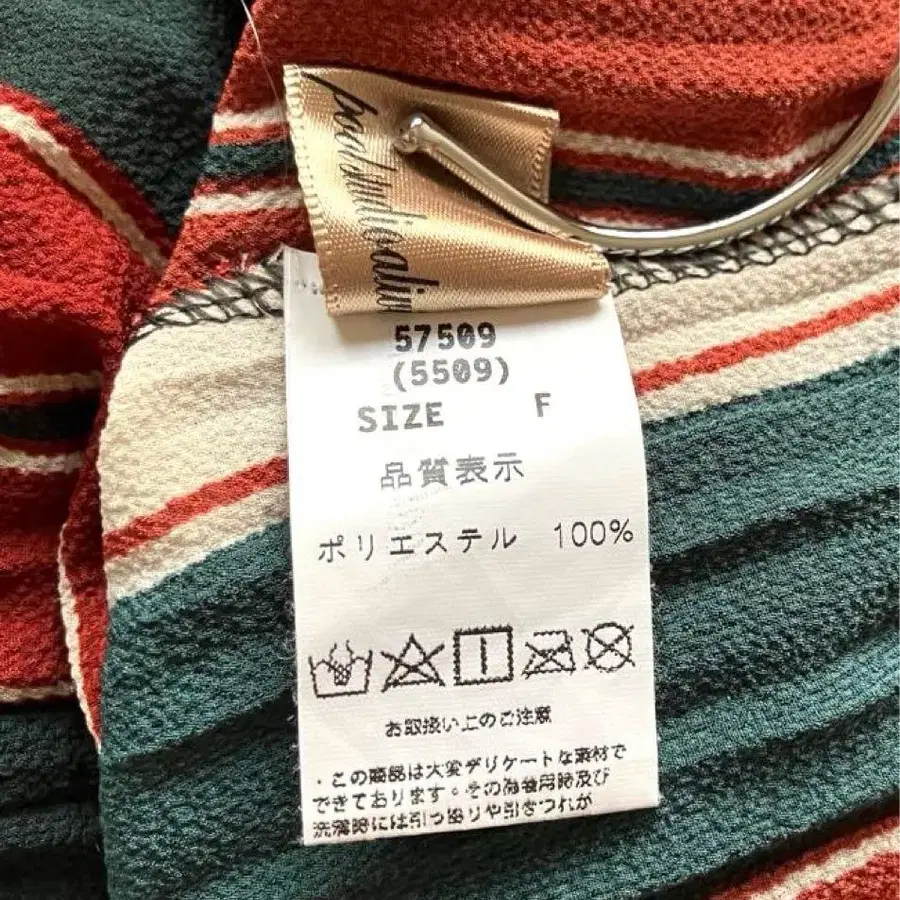 57509
(5509)
SIZE F
品質表示
ポリエステル 100%
お取扱い上のご注意
・この商品は大変デリケートな素材で
できております。その為着用時及び
洗濯時には引っ張りや引きつれが